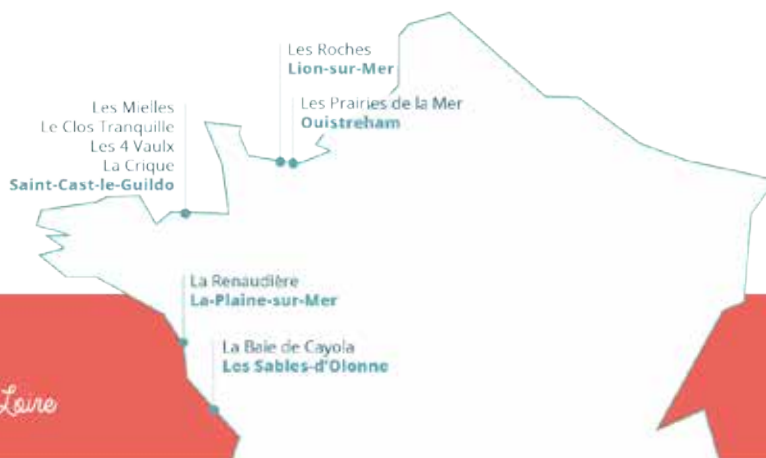 Les Roches
Lion-sur-Mer
Les Prairies de la Mer
Ouistreham
Les Mielles
Le Clos Tranquille
Les 4 Vaulx
La Crique
Saint-Cast-le-Guildo
La Renaudière
La-Plaine-sur-Mer
La Baie de Cayola
Les Sables-d'Olonne
Loire